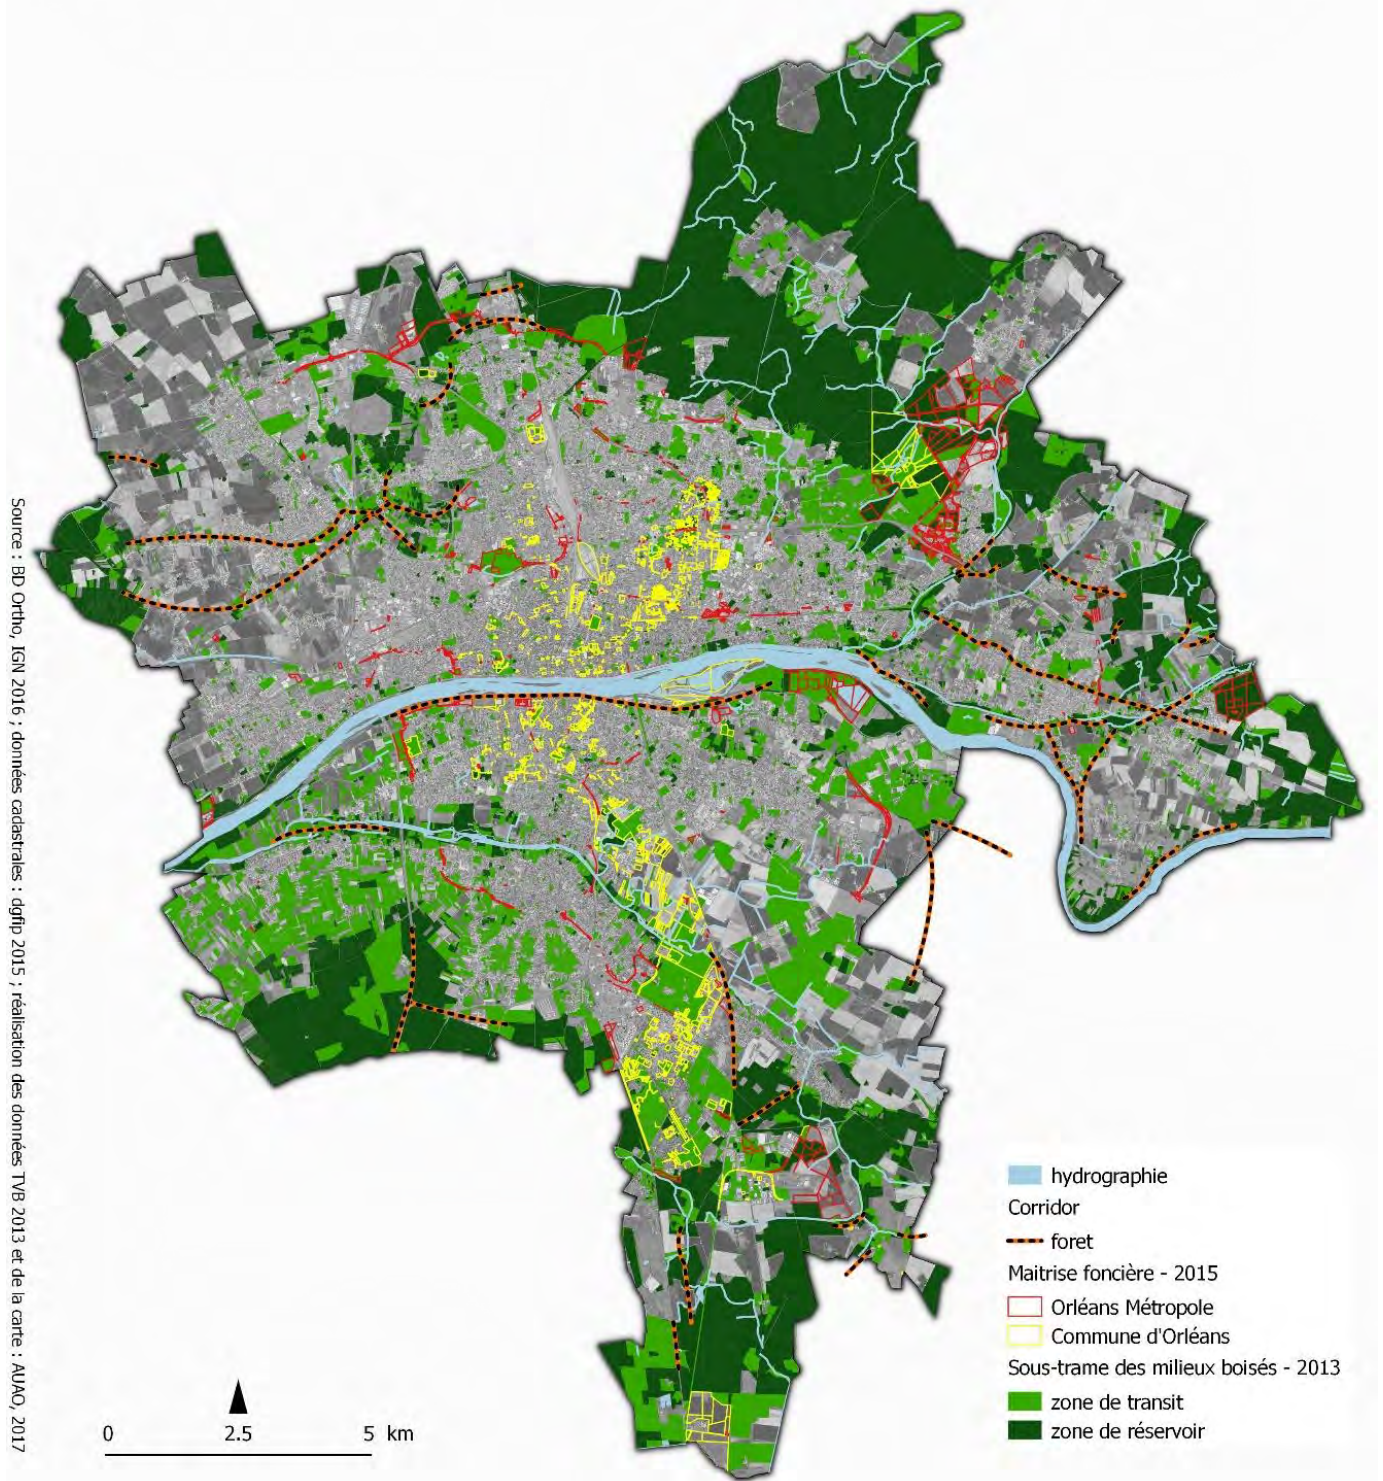 Source : BD Ortho, IGN 2016 ; données cadastrales : dgfip 2015 ; réalisation des données TVB 2013 et de la carte : AUAO, 2017
hydrographie
Corridor
foret
Maitrise foncière - 2015
Orléans Métropole
Commune d'Orléans
Sous-trame des milieux boisés - 2013
zone de transit
zone de réservoir
0 2.5 5 km